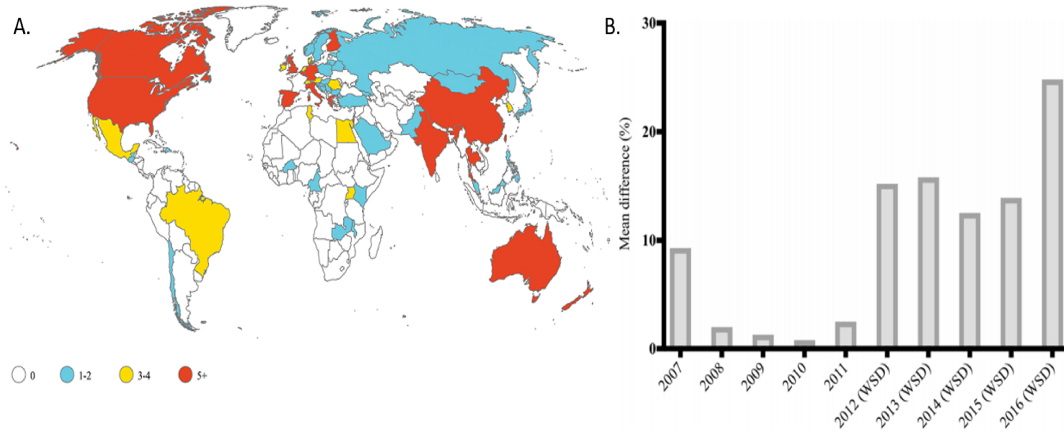 A.
0
1-2
3-4
5+
B.
Mean difference (%)
30
20
10
0
2007
2008
2009
2010
2011
2012 (WSD)
2013 (WSD)
2014 (WSD)
2015 (WSD)
2016 (WSD)